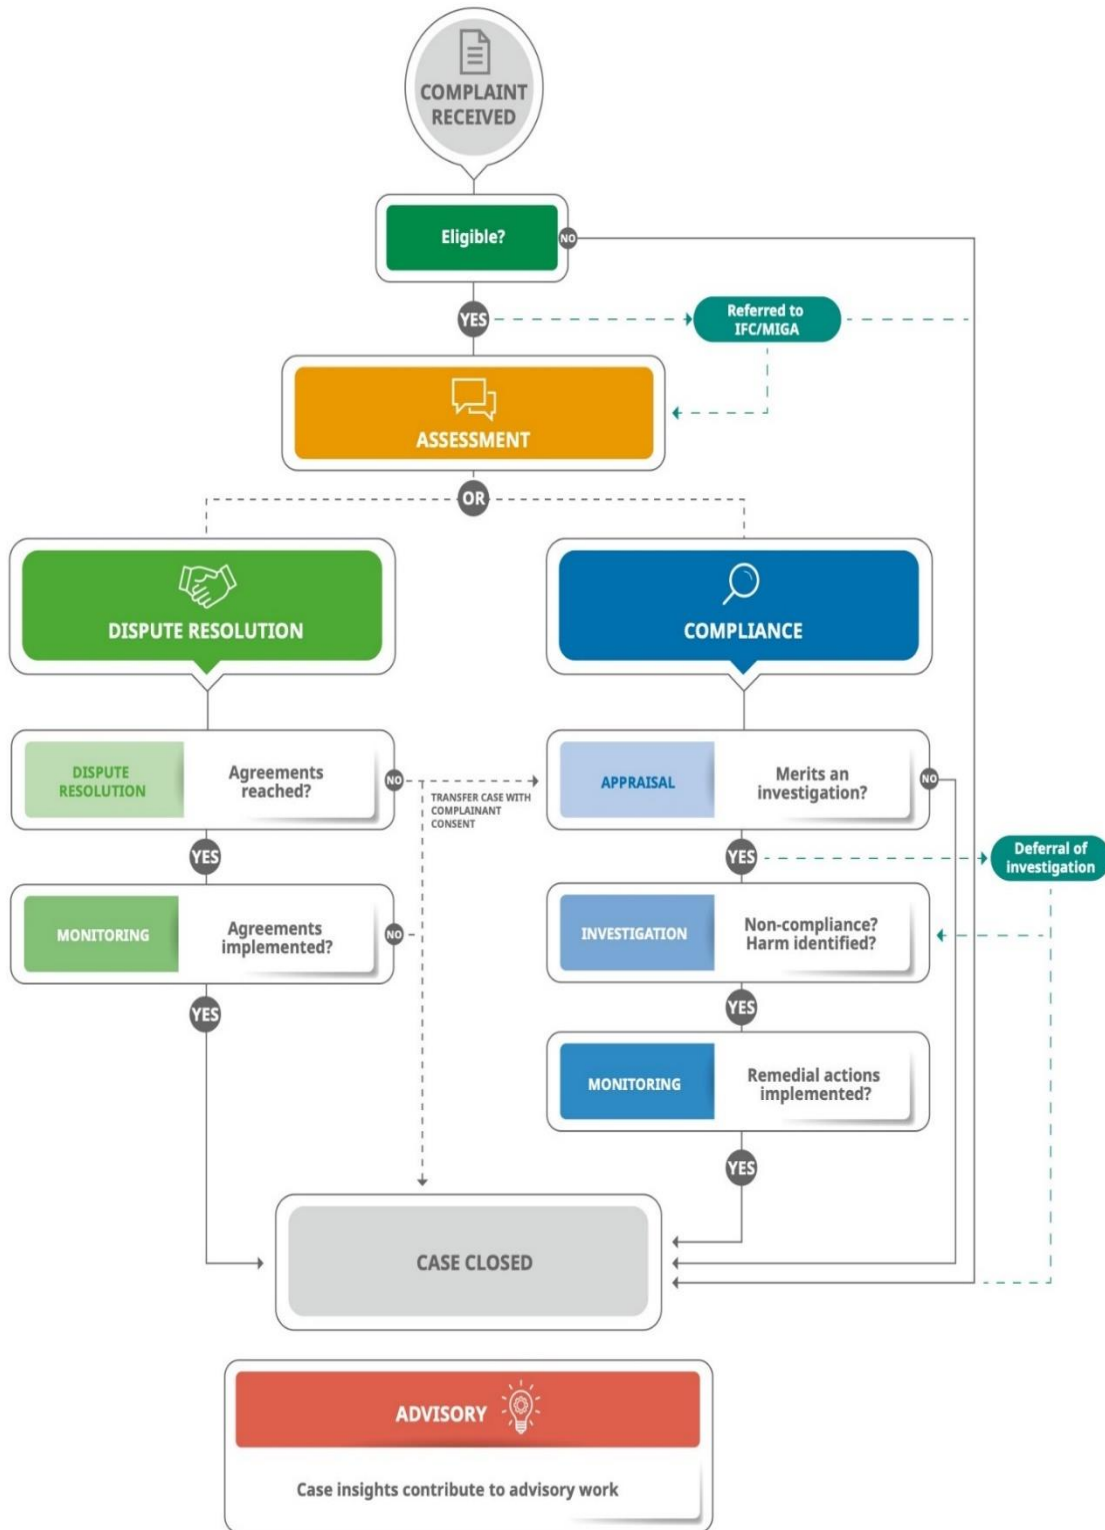 COMPLAINT
RECEIVED
Eligible?
NO
YES
Referred to
IFC/MIGA
ASSESSMENT
OR
DISPUTE RESOLUTION
COMPLIANCE
DISPUTE
RESOLUTION
Agreements
reached?
NO
TRANSFER CASE WITH
COMPLAINANT
CONSENT
APPRAISAL
Merits an
investigation?
NO
YES
YES
Deferral of
investigation
MONITORING
Agreements
implemented?
NO
INVESTIGATION
Non-compliance?
Harm identified?
YES
YES
MONITORING
Remedial actions
implemented?
YES
CASE CLOSED
ADVISORY
Case insights contribute to advisory work